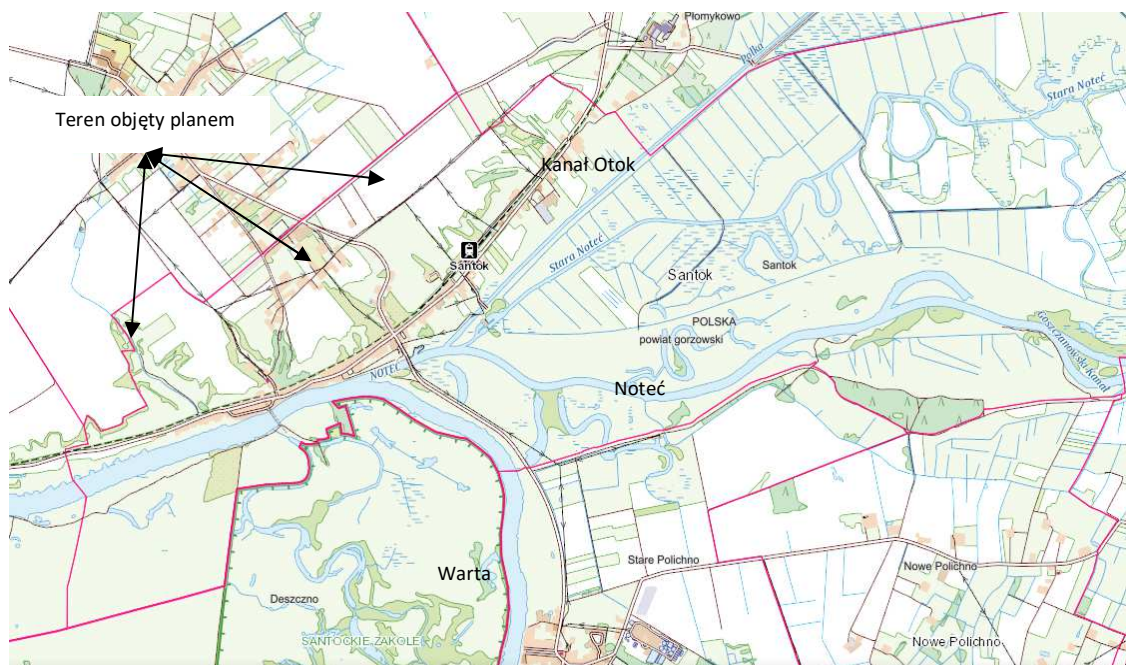 Płomykowo
Polka
Stara Noteć
Teren objęty planem
Kanał Otok
Santok
Stara Noteć
Santok
Santok
POLSKA
powiat gorzowski
Goszczanowski Kanał
NOTEĆ
Noteć
Warta
Stare Polichno
Nowe Polichno
Deszczno
SANTOCKIE ZAKOLE
Nowe Polichno